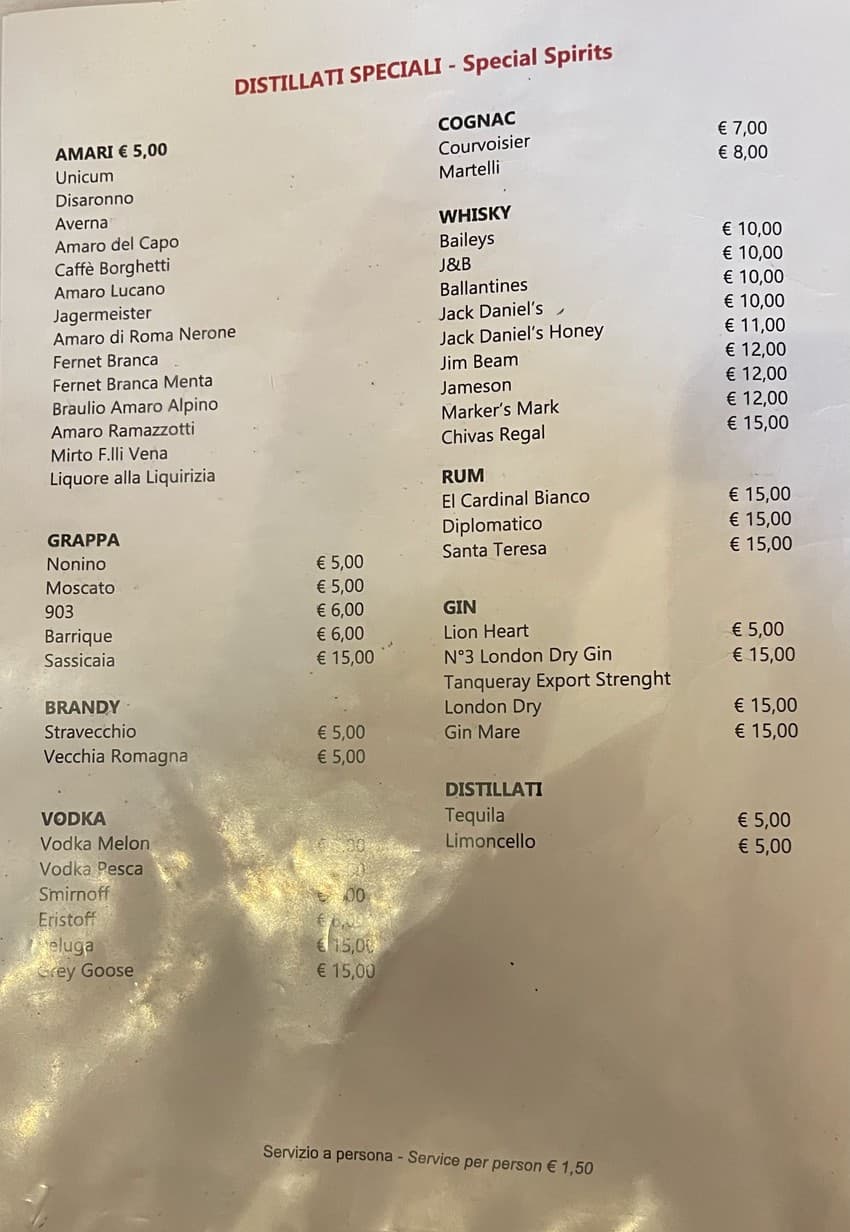 DISTILLATI SPECIALI - Special Spirits
AMARI € 5,00
Unicum
Disaronno
Averna
Amaro del Capo
Caffè Borghetti
Amaro Lucano
Jagermeister
Amaro di Roma Nerone
Fernet Branca
Fernet Branca Menta
Braulio Amaro Alpino
Amaro Ramazzotti
Mirto F.lli Vena
Liquore alla Liquirizia
GRAPPA
Nonino € 5,00
Moscato € 5,00
903 € 6,00
Barrique € 6,00
Sassicaia € 15,00
BRANDY
Stravecchio € 5,00
Vecchia Romagna € 5,00
VODKA
Vodka Melon
Vodka Pesca
Smirnoff
Eristoff
€ 15,00
Grey Goose € 15,00
COGNAC
Courvoisier € 7,00
Martelli € 8,00
WHISKY
Baileys € 10,00
J&B € 10,00
Ballantines € 10,00
Jack Daniel's € 10,00
Jack Daniel's Honey € 11,00
Jim Beam € 12,00
Jameson € 12,00
Marker's Mark € 12,00
Chivas Regal € 15,00
RUM
El Cardinal Bianco € 15,00
Diplomatico € 15,00
Santa Teresa € 15,00
GIN
Lion Heart € 5,00
N°3 London Dry Gin € 15,00
Tanqueray Export Strenght
London Dry € 15,00
Gin Mare € 15,00
DISTILLATI
Tequila € 5,00
Limoncello € 5,00
Servizio a persona - Service per person € 1,50